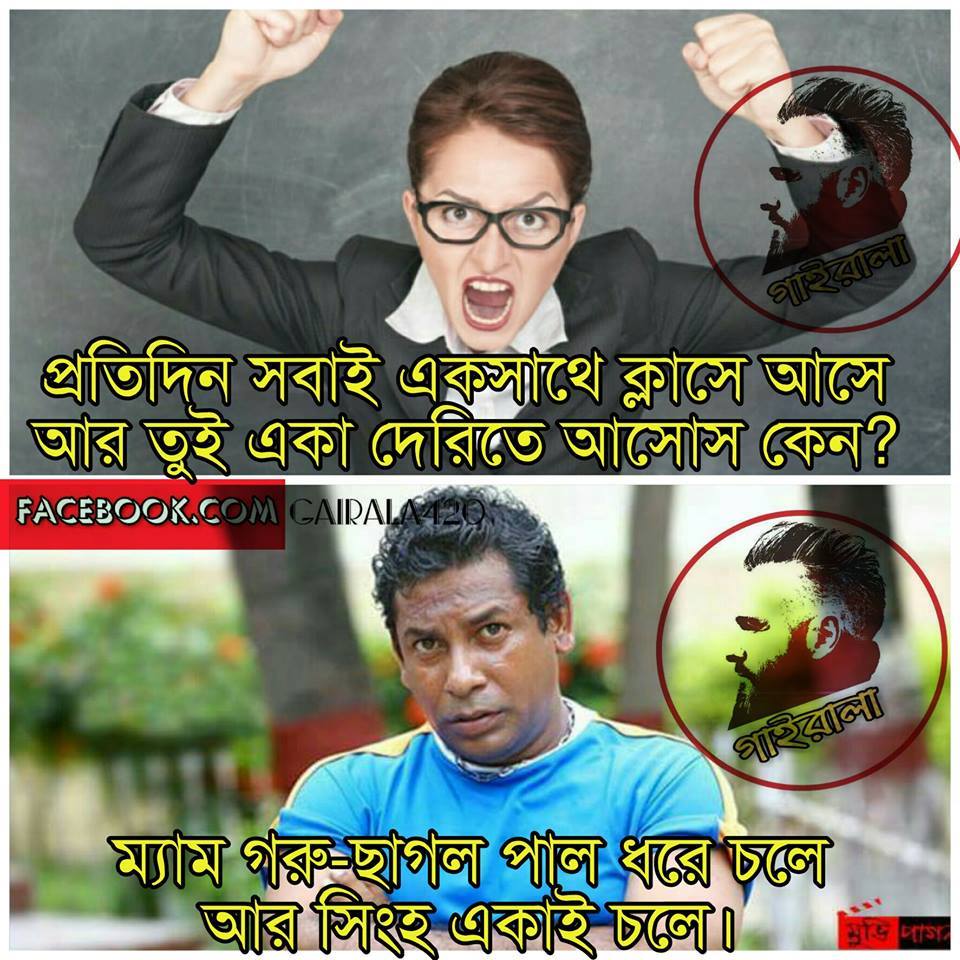 গাইরালা
প্রতিদিন সবাই একসাথে ক্লাসে আসে
আর তুই একা দেরিতে আসোস কেন?
FACEBOOK.COM GAIRALA420
গাইরালা
ম্যাম গরু-ছাগল পাল ধরে চলে
আর সিংহ একাই চলে।
মুভি